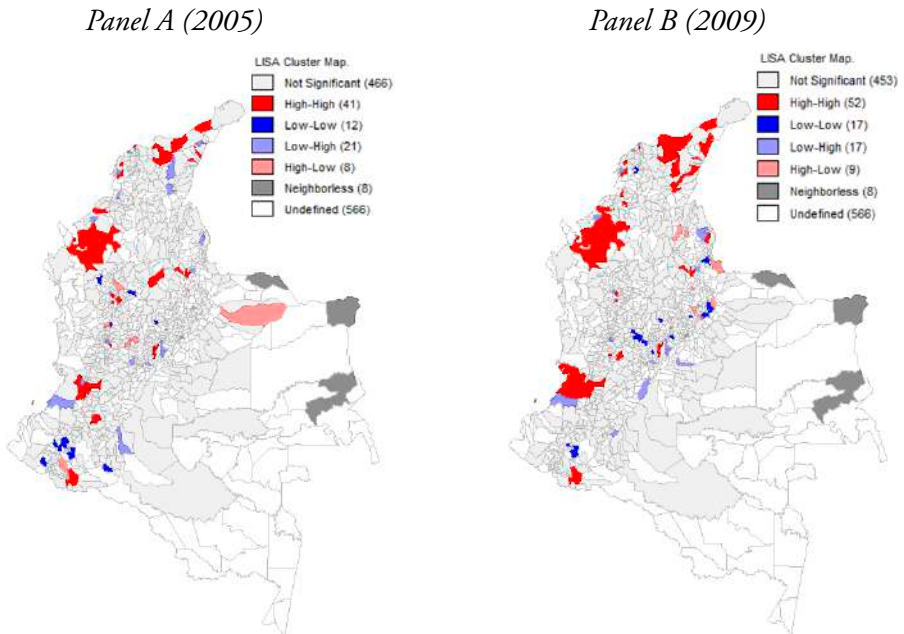 Panel A (2005)
LISA Cluster Map.
Not Significant (466)
High-High (41)
Low-Low (12)
Low-High (21)
High-Low (8)
Neighborless (8)
Undefined (566)
Panel B (2009)
LISA Cluster Map.
Not Significant (453)
High-High (52)
Low-Low (17)
Low-High (17)
High-Low (9)
Neighborless (8)
Undefined (566)